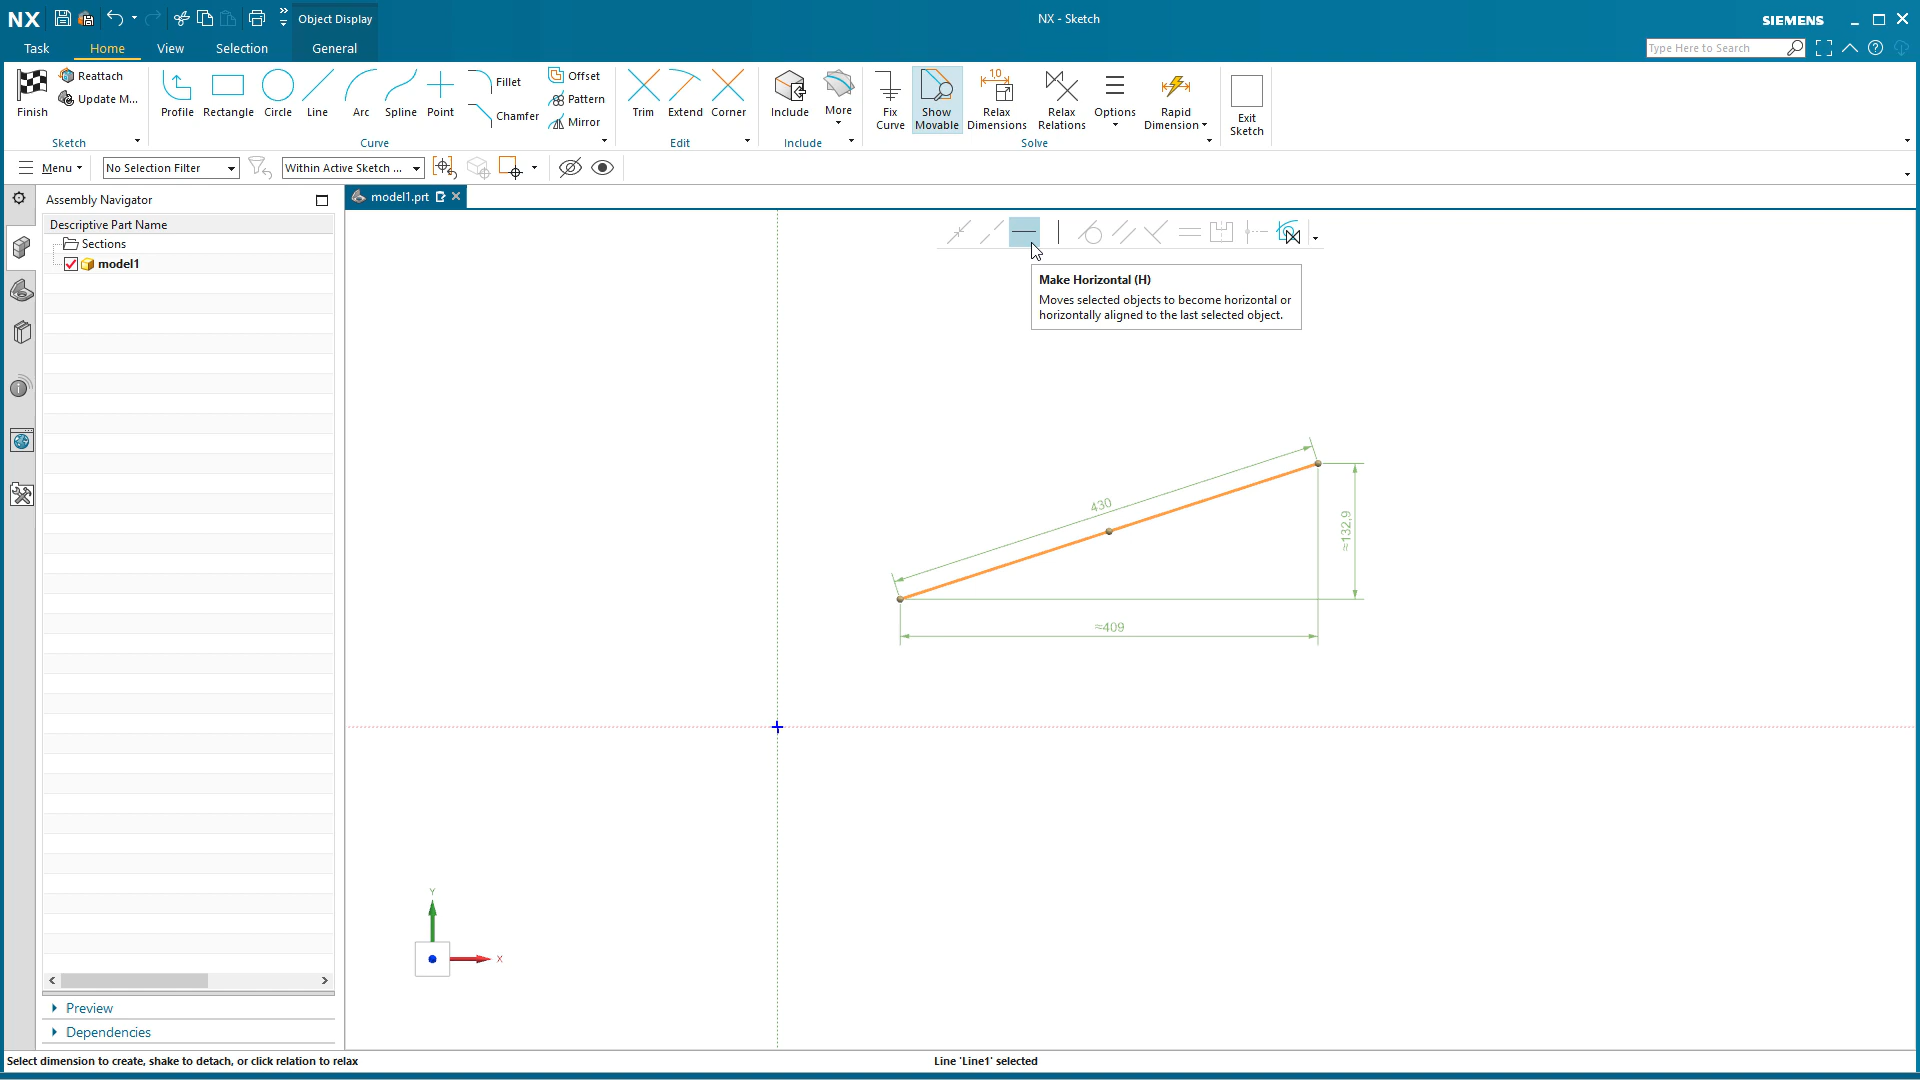 NX
Object Display
NX - Sketch
SIEMENS
Task
Home
View
Selection
General
Type Here to Search
Finish
Reattach
Update M...
Profile
Rectangle
Circle
Line
Arc
Spline
Point
Fillet
Chamfer
Offset
Pattern
Mirror
Trim
Extend
Corner
Include
More
Fix
Curve
Show
Movable
1,0
Relax
Dimensions
Relax
Relations
Options
Rapid
Dimension
Exit
Sketch
Sketch
Curve
Edit
Include
Solve
Menu
No Selection Filter
Within Active Sketch ...
Assembly Navigator
model1.prt
Descriptive Part Name
Sections
model1
Make Horizontal (H)
Moves selected objects to become horizontal or
horizontally aligned to the last selected object.
430
≈132,9
≈409
Y
X
Preview
Dependencies
Select dimension to create, shake to detach, or click relation to relax
Line 'Line1' selected